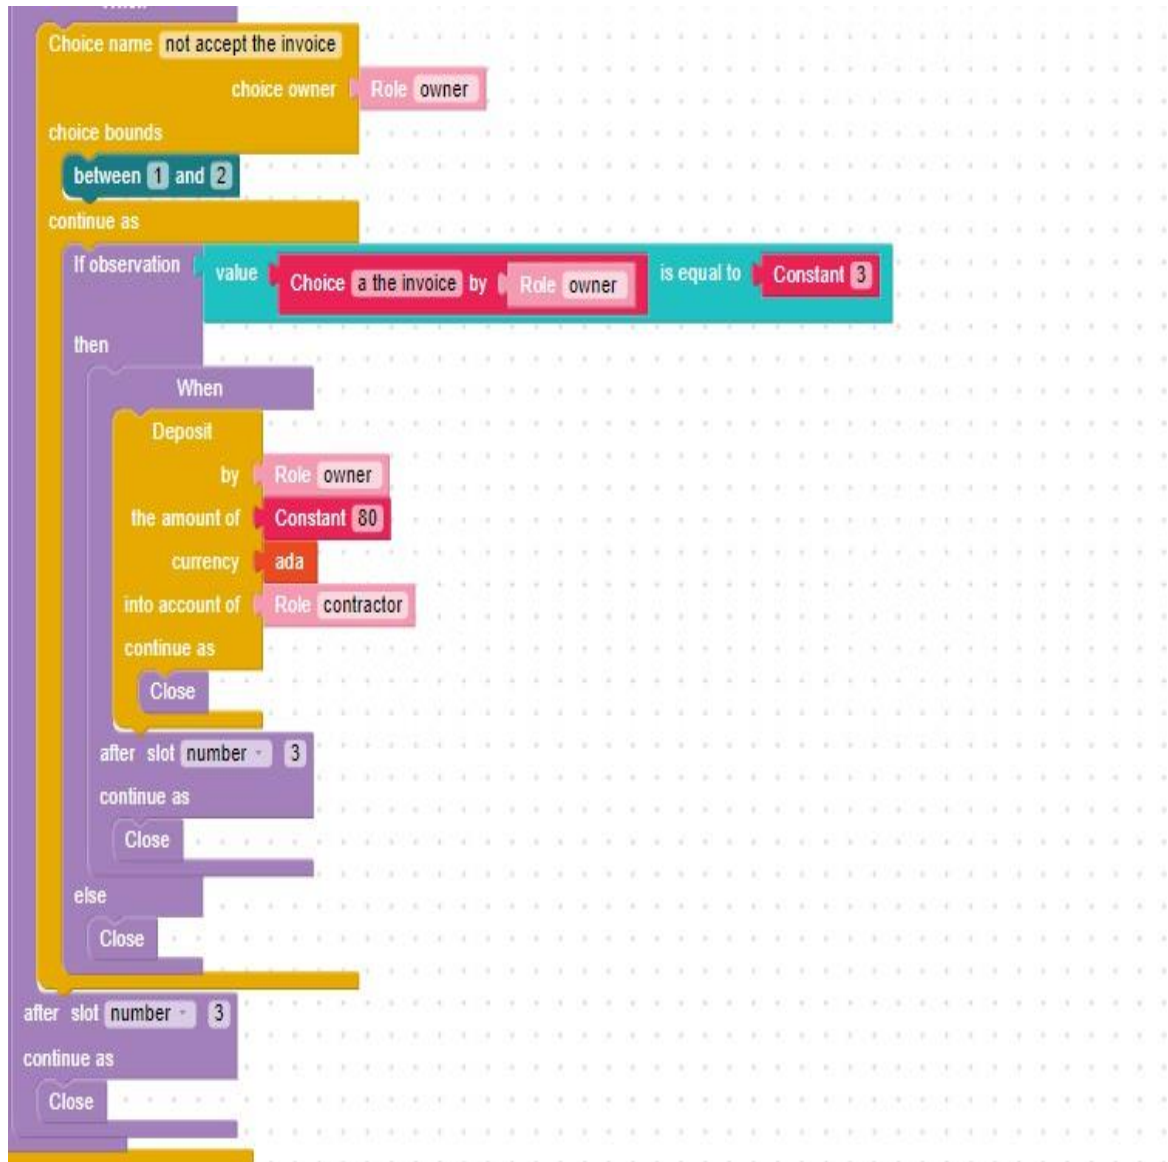 When
Choice name not accept the invoice
choice owner Role owner
choice bounds
between 1 and 2
continue as
If observation value Choice a the invoice by Role owner is equal to Constant 3
then
When
Deposit
by Role owner
the amount of Constant 80
currency ada
into account of Role contractor
continue as
Close
after slot number 3
continue as
Close
else
Close
after slot number 3
continue as
Close